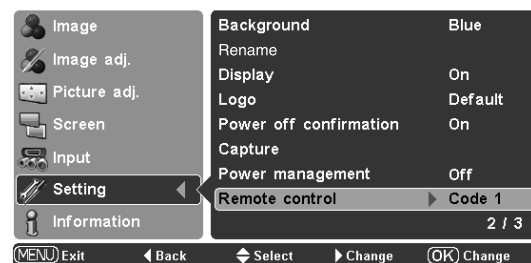 Image
Image adj.
Picture adj.
Screen
Input
Setting
Information
Background Blue
Rename
Display On
Logo Default
Power off confirmation On
Capture
Power management Off
Remote control Code 1
2 / 3
MENU Exit Back Select Change OK Change